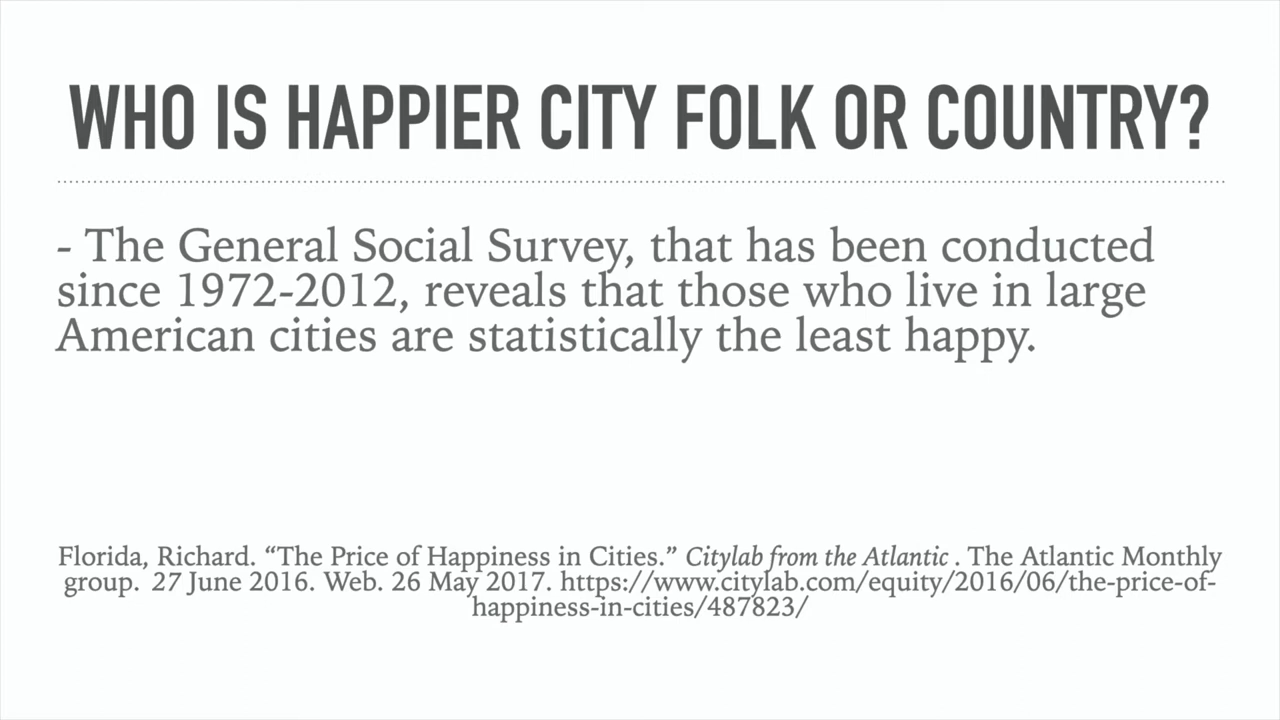 WHO IS HAPPIER CITY FOLK OR COUNTRY?
- The General Social Survey, that has been conducted
since 1972-2012, reveals that those who live in large
American cities are statistically the least happy.
Florida, Richard. “The Price of Happiness in Cities.” Citylab from the Atlantic . The Atlantic Monthly
group. 27 June 2016. Web. 26 May 2017. https://www.citylab.com/equity/2016/06/the-price-of-
happiness-in-cities/487823/